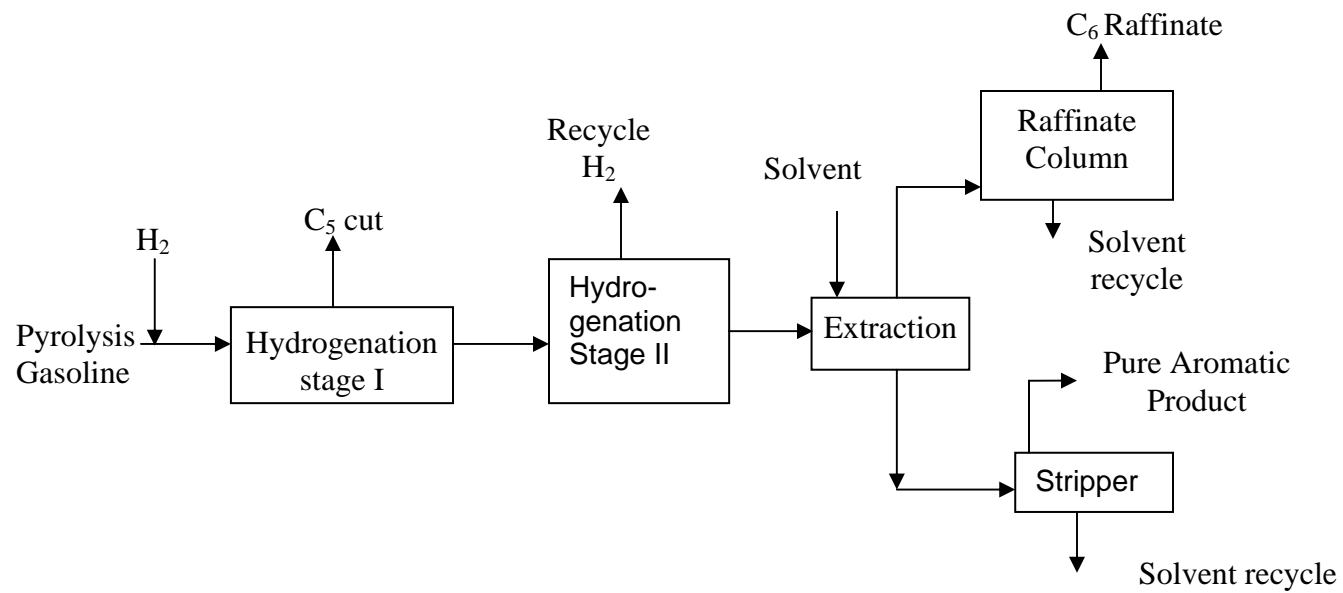 C₆ Raffinate
Raffinate
Column
Recycle
H₂
Solvent
C₅ cut
H₂
Solvent
recycle
Hydro-
genation
Stage II
Extraction
Pyrolysis
Gasoline
Hydrogenation
stage I
Pure Aromatic
Product
Stripper
Solvent recycle